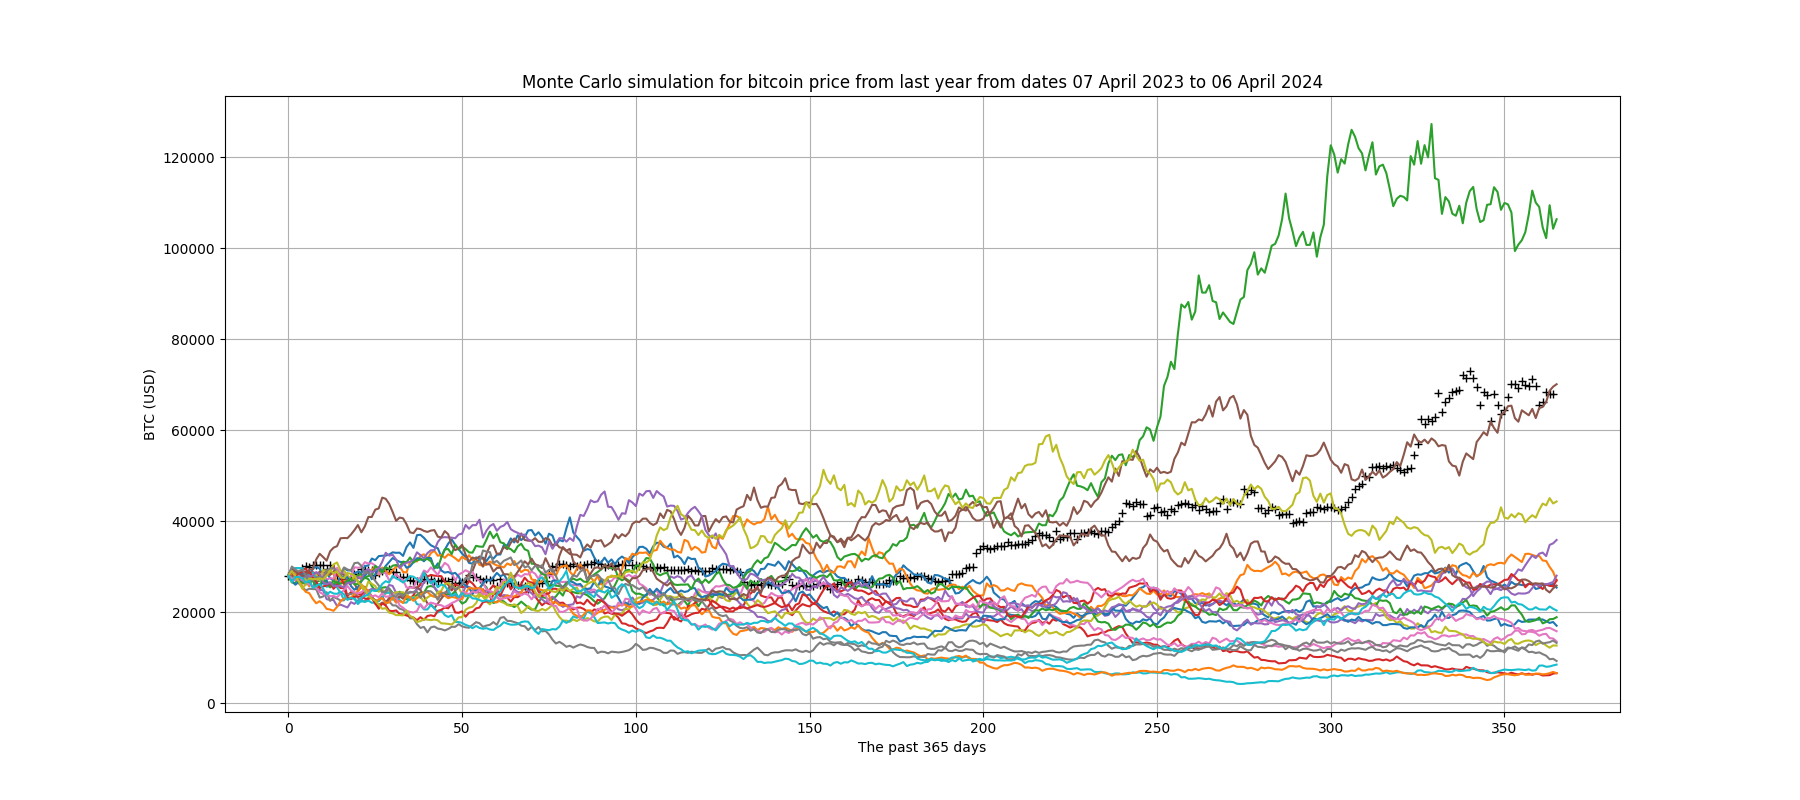 Monte Carlo simulation for bitcoin price from last year from dates 07 April 2023 to 06 April 2024
120000
100000
80000
60000
40000
20000
0
BTC (USD)
0 50 100 150 200 250 300 350
The past 365 days